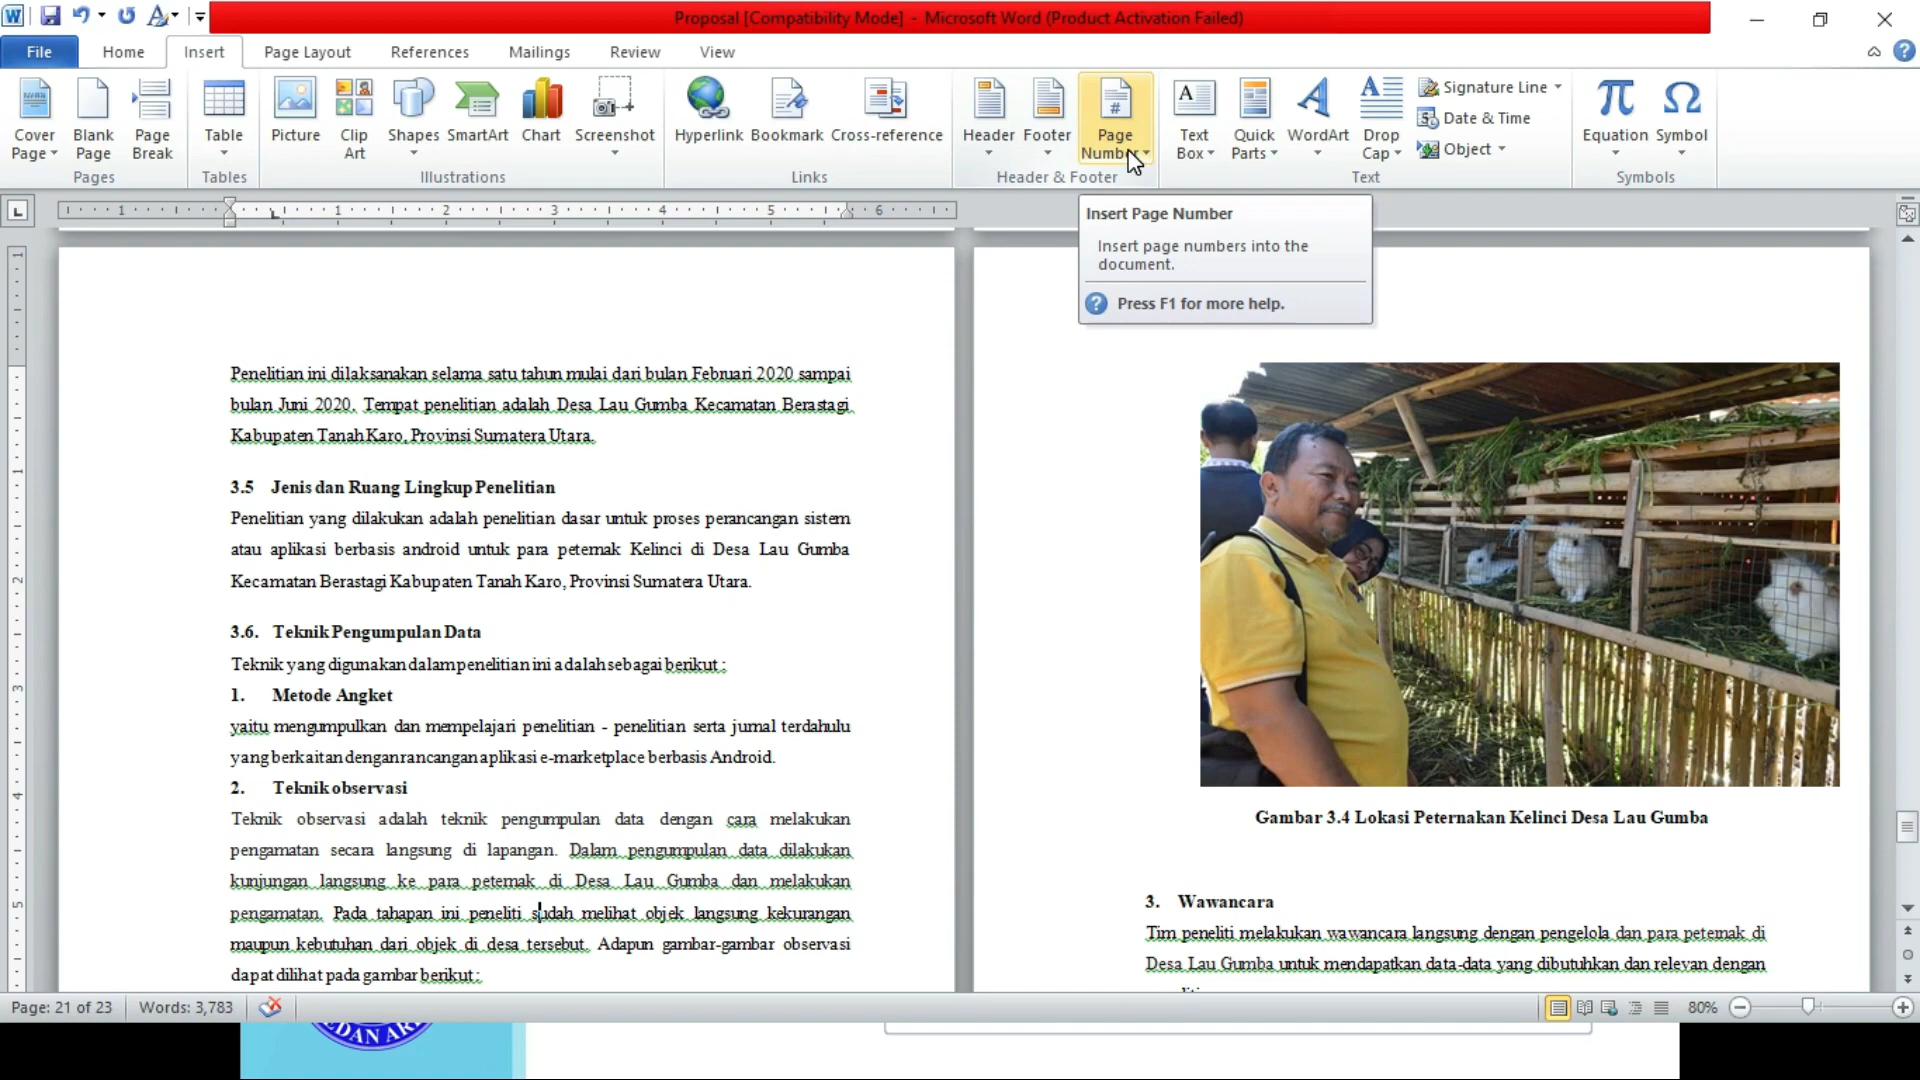 Proposal [Compatibility Mode] - Microsoft Word (Product Activation Failed)
File Home Insert Page Layout References Mailings Review View
Cover Page
Blank Page
Page Break
Table
Picture
Clip Art
Shapes
SmartArt
Chart
Screenshot
Hyperlink
Bookmark
Cross-reference
Header
Footer
Page Number
Text Box
Quick Parts
WordArt
Drop Cap
Signature Line
Date & Time
Object
Equation
Symbol
Pages
Tables
Illustrations
Links
Header & Footer
Text
Symbols
1 1 2 3 4 5 6
Insert Page Number
Insert page numbers into the
document.
Press F1 for more help.
Penelitian ini dilaksanakan selama satu tahun mulai dari bulan Februari 2020 sampai
bulan Juni 2020. Tempat penelitian adalah Desa Lau Gumba Kecamatan Berastagi
Kabupaten Tanah Karo, Provinsi Sumatera Utara.
3.5 Jenis dan Ruang Lingkup Penelitian
Penelitian yang dilakukan adalah penelitian dasar untuk proses perancangan sistem
atau aplikasi berbasis android untuk para peternak Kelinci di Desa Lau Gumba
Kecamatan Berastagi Kabupaten Tanah Karo, Provinsi Sumatera Utara.
3.6. Teknik Pengumpulan Data
Teknik yang digunakan dalam penelitian ini adalah sebagai berikut :
1. Metode Angket
yaitu mengumpulkan dan mempelajari penelitian - penelitian serta jurnal terdahulu
yang berkaitan dengan rancangan aplikasi e-marketplace berbasis Android.
2. Teknik observasi
Teknik observasi adalah teknik pengumpulan data dengan cara melakukan
pengamatan secara langsung di lapangan. Dalam pengumpulan data dilakukan
kunjungan langsung ke para peternak di Desa Lau Gumba dan melakukan
pengamatan. Pada tahapan ini peneliti sudah melihat objek langsung kekurangan
maupun kebutuhan dari objek di desa tersebut. Adapun gambar-gambar observasi
dapat dilihat pada gambar berikut :
Gambar 3.4 Lokasi Peternakan Kelinci Desa Lau Gumba
3. Wawancara
Tim peneliti melakukan wawancara langsung dengan pengelola dan para peternak di
Desa Lau Gumba untuk mendapatkan data-data yang dibutuhkan dan relevan dengan
Page: 21 of 23 Words: 3,783 80%